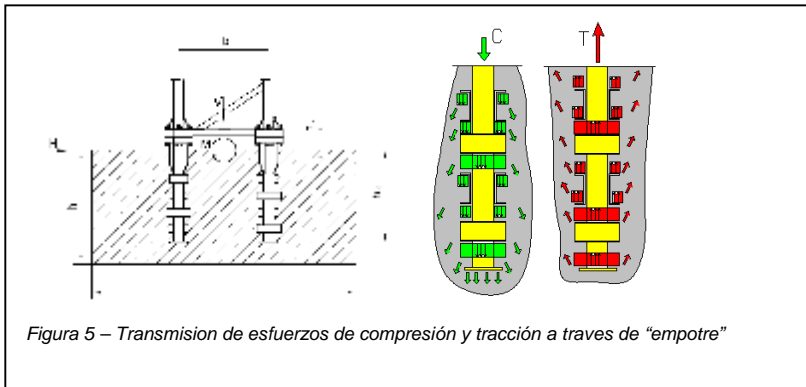 C
T
M
h
Figura 5 – Transmision de esfuerzos de compresión y tracción a traves de “empotre”